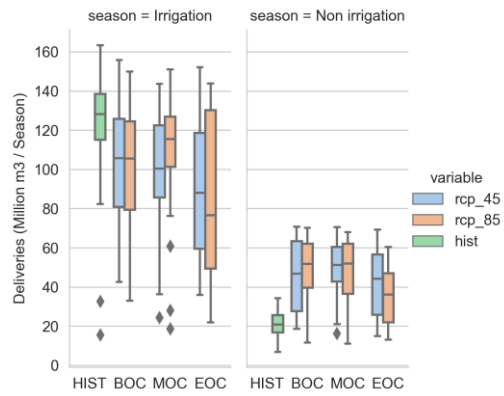 season = Irrigation
season = Non irrigation
160
140
120
100
80
60
40
20
0
Deliveries (Million m3 / Season)
HIST BOC MOC EOC
HIST BOC MOC EOC
variable
rcp_45
rcp_85
hist